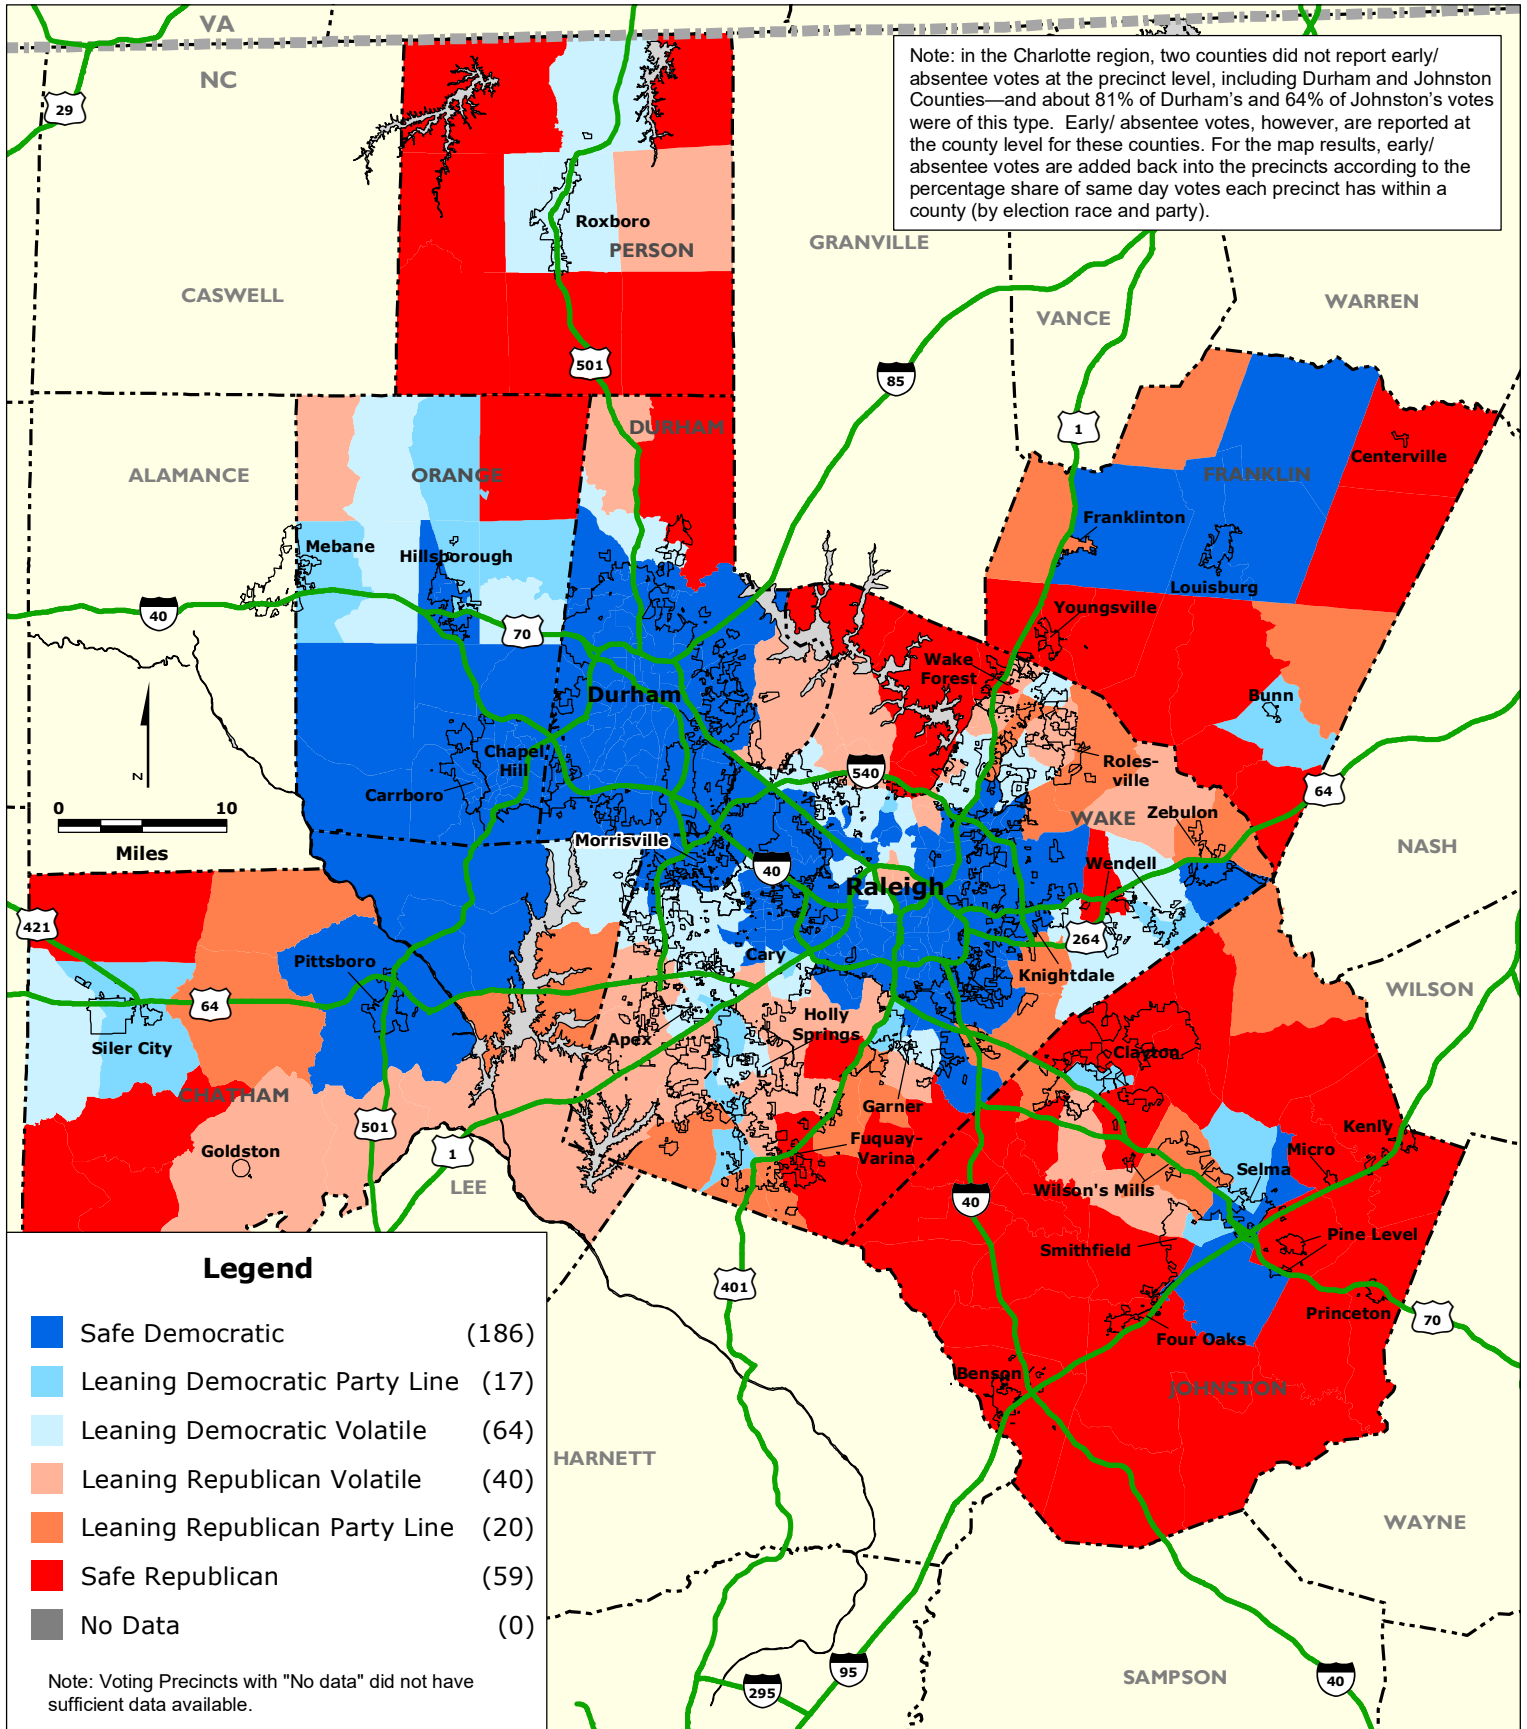 VA
NC
29
Note: in the Charlotte region, two counties did not report early/
absentee votes at the precinct level, including Durham and Johnston
Counties—and about 81% of Durham's and 64% of Johnston's votes
were of this type. Early/ absentee votes, however, are reported at
the county level for these counties. For the map results, early/
absentee votes are added back into the precincts according to the
percentage share of same day votes each precinct has within a
county (by election race and party).
Roxboro
PERSON
GRANVILLE
CASWELL
VANCE
WARREN
501
85
1
DURHAM
ALAMANCE
ORANGE
FRANKLIN
Centerville
Franklinton
Mebane
Hillsborough
Louisburg
Youngsville
40
70
Wake
Forest
Durham
Bunn
Chapel
Hill
Carrboro
540
Roles-
ville
64
N
0 10
Miles
WAKE
Zebulon
Morrisville
NASH
Wendell
40
Raleigh
421
264
Pittsboro
Cary
Knightdale
64
WILSON
Holly
Springs
Siler City
Apex
Clayton
CHATHAM
Garner
501
Goldston
1
Fuquay-
Varina
Kenly
Micro
Selma
LEE
40
Wilson's Mills
Smithfield
Pine Level
401
Princeton
70
Four Oaks
Benson
JOHNSTON
Legend
Safe Democratic (186)
Leaning Democratic Party Line (17)
Leaning Democratic Volatile (64)
Leaning Republican Volatile (40)
Leaning Republican Party Line (20)
Safe Republican (59)
No Data (0)
Note: Voting Precincts with "No data" did not have
sufficient data available.
HARNETT
WAYNE
SAMPSON
295
95
40